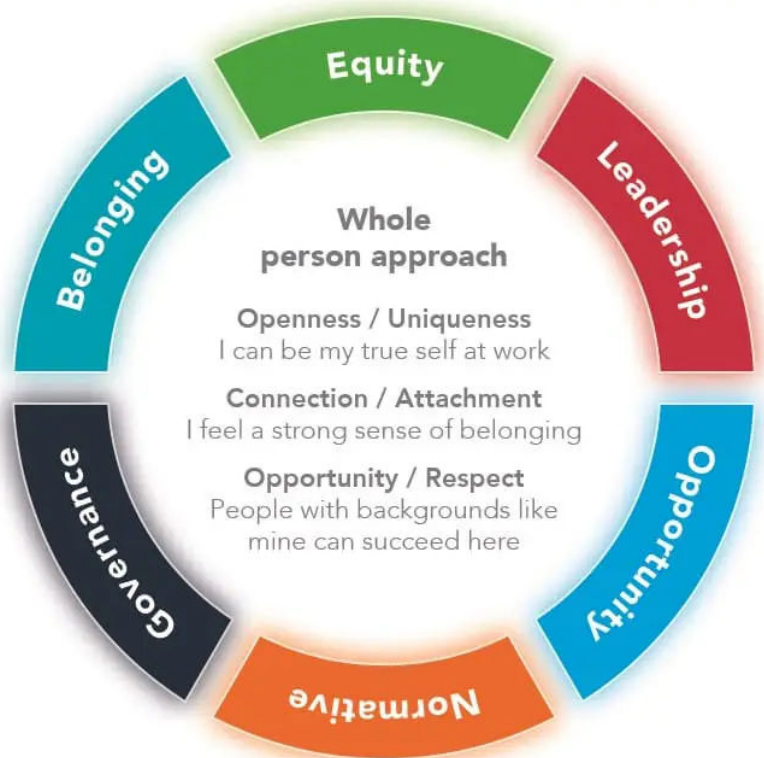 Equity
Leadership
Opportunity
Normative
Governance
Belonging
Whole
person approach
Openness / Uniqueness
I can be my true self at work
Connection / Attachment
I feel a strong sense of belonging
Opportunity / Respect
People with backgrounds like
mine can succeed here